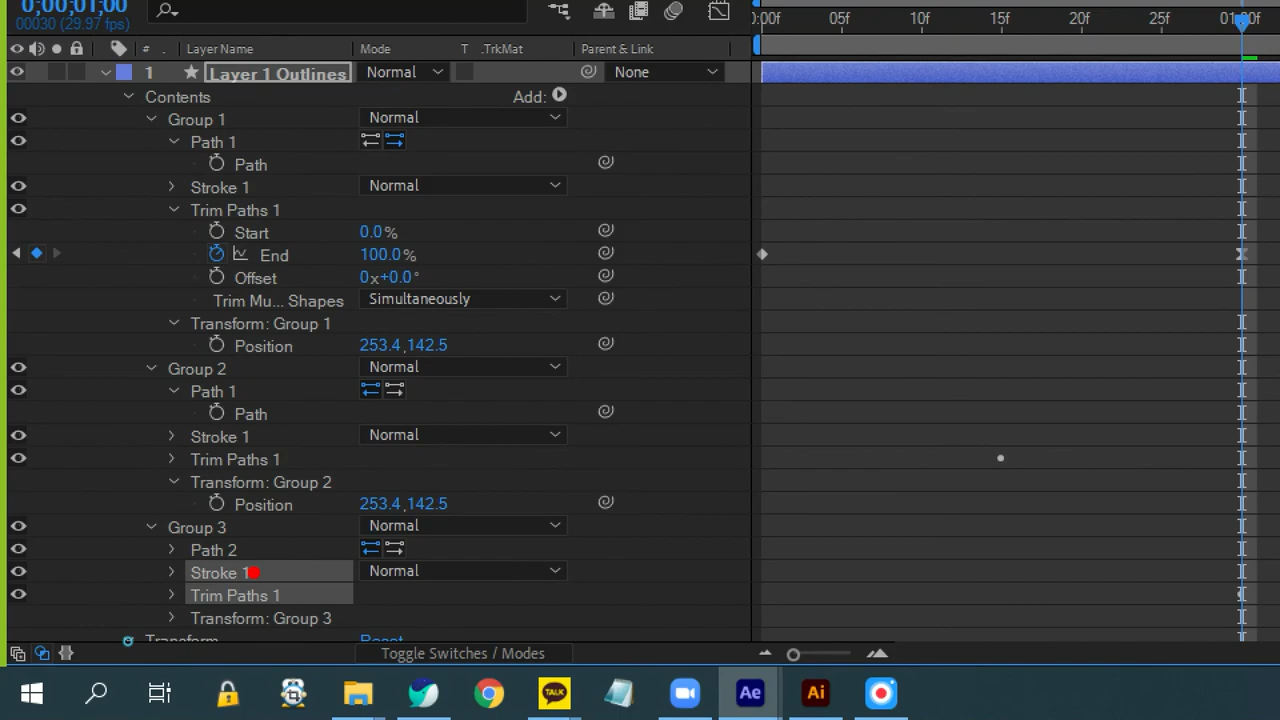 0;00;01;00
00030 (29.97 fps)
:00f 05f 10f 15f 20f 25f 01:00f
# Layer Name Mode T .TrkMat Parent & Link
1 Layer 1 Outlines Normal None
Contents Add:
Group 1 Normal
Path 1
Path
Stroke 1 Normal
Trim Paths 1
Start 0.0%
End 100.0%
Offset 0x+0.0°
Trim Mu... Shapes Simultaneously
Transform: Group 1
Position 253.4,142.5
Group 2 Normal
Path 1
Path
Stroke 1 Normal
Trim Paths 1
Transform: Group 2
Position 253.4,142.5
Group 3 Normal
Path 2
Stroke 1 Normal
Trim Paths 1
Transform: Group 3
Transform Reset
Toggle Switches / Modes
TALK Ae Ai